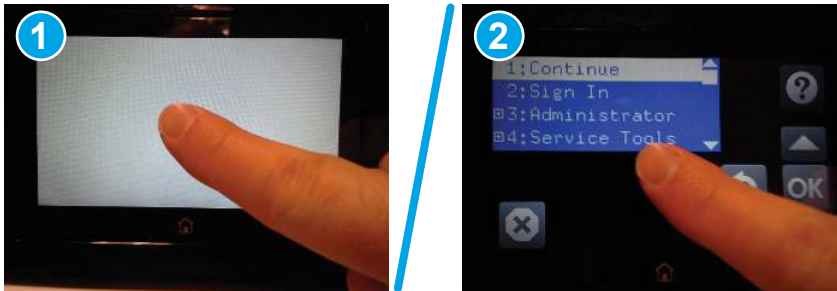 1
2
1:Continue
2:Sign In
3:Administrator
4:Service Tools
?
OK